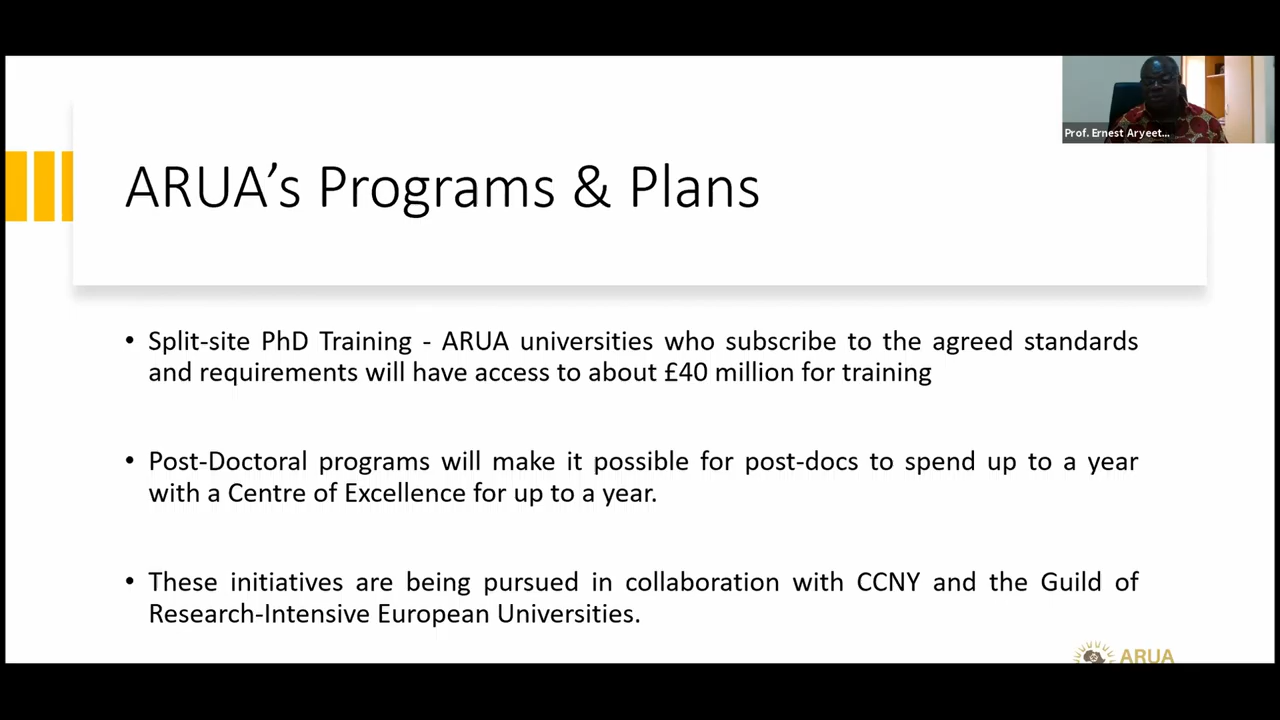 Prof. Ernest Aryeet...
ARUA’s Programs & Plans
• Split-site PhD Training - ARUA universities who subscribe to the agreed standards
and requirements will have access to about £40 million for training
• Post-Doctoral programs will make it possible for post-docs to spend up to a year
with a Centre of Excellence for up to a year.
• These initiatives are being pursued in collaboration with CCNY and the Guild of
Research-Intensive European Universities.
ARUA